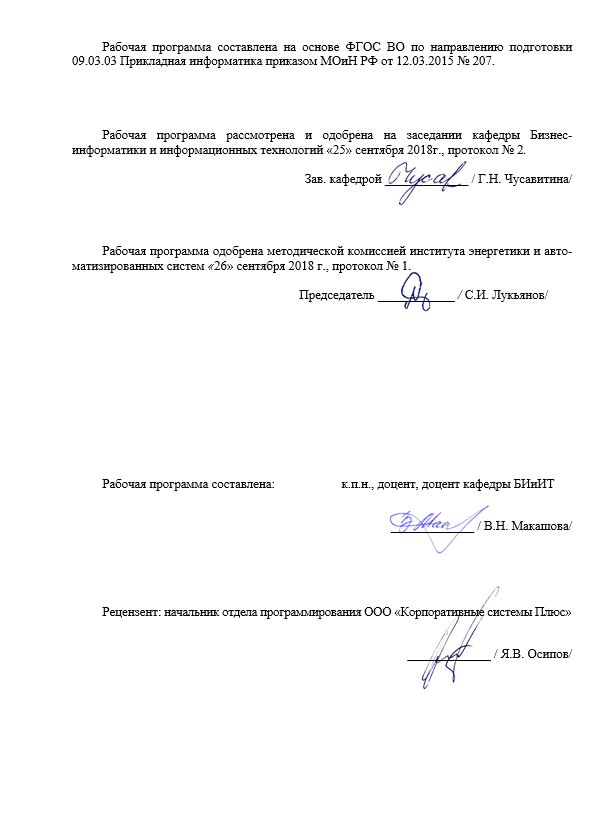 Рабочая программа составлена на основе ФГОС ВО по направлению подготовки
09.03.03 Прикладная информатика приказом МОиН РФ от 12.03.2015 № 207.
Рабочая программа рассмотрена и одобрена на заседании кафедры Бизнес-
информатики и информационных технологий «25» сентября 2018г., протокол № 2.
Зав. кафедрой _____________ / Г.Н. Чусавитина/
Рабочая программа одобрена методической комиссией института энергетики и авто-
матизированных систем «26» сентября 2018 г., протокол № 1.
Председатель ____________ / С.И. Лукьянов/
Рабочая программа составлена: к.п.н., доцент, доцент кафедры БИиИТ
_____________ / В.Н. Макашова/
Рецензент: начальник отдела программирования ООО «Корпоративные системы Плюс»
_____________ / Я.В. Осипов/